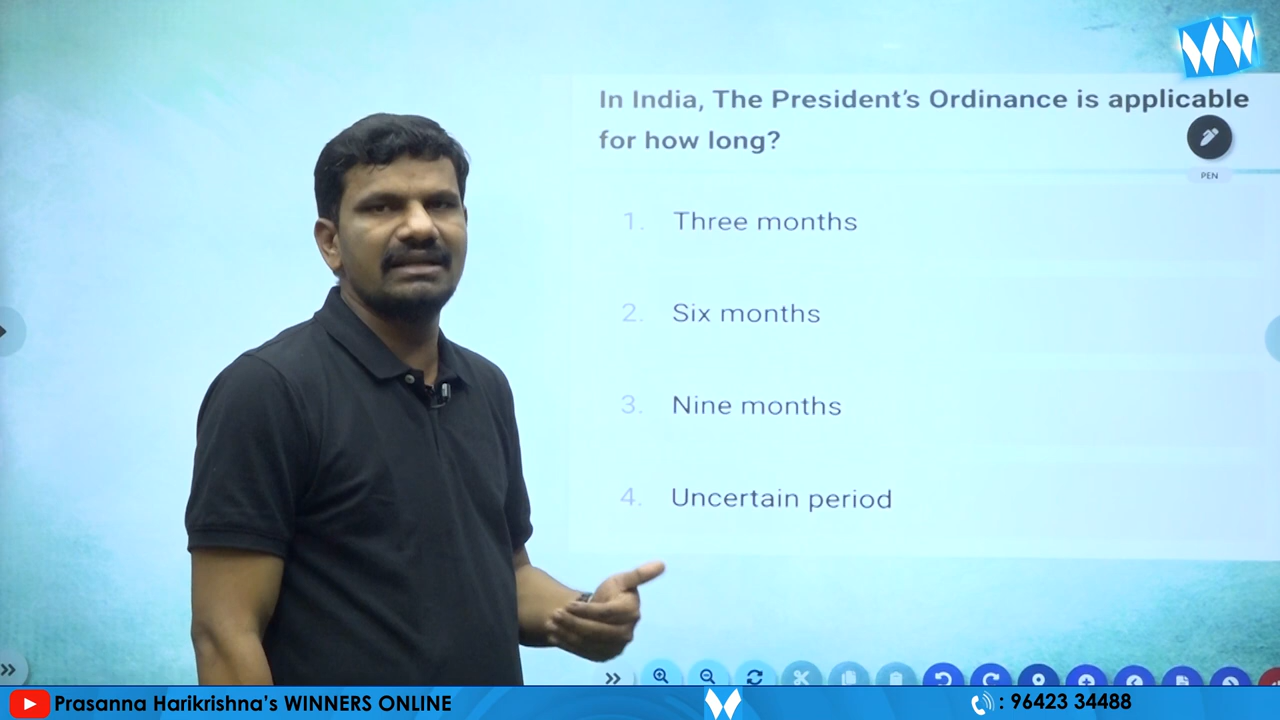 In India, The President's Ordinance is applicable
for how long?
PEN
1. Three months
2. Six months
3. Nine months
4. Uncertain period
Prasanna Harikrishna's WINNERS ONLINE
: 96423 34488